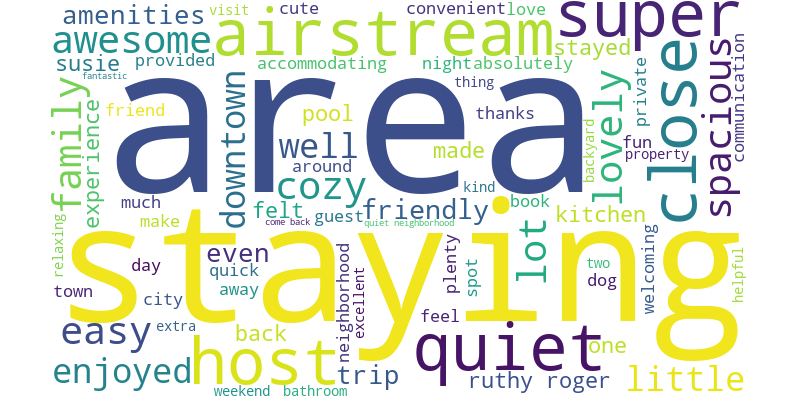 amenities
visit
cute
convenient
love
super
awesome
airstream
stayed
susie
provided
accommodating
night
absolutely
fantastic
area
close
spacious
communication
family
experience
friend
downtown
pool
thing
thanks
lovely
private
backyard
fun
property
well
made
around
cozy
kind
much
felt
guest
friendly
book
kitchen
make
come back
quiet neighborhood
staying
lot
relaxing
even
day
quick
away
town
city
neighborhood
excellent
plenty
spot
two
dog
welcoming
helpful
easy
extra
back
feel
host
quiet
one
enjoyed
trip
ruthy roger
little
weekend
bathroom